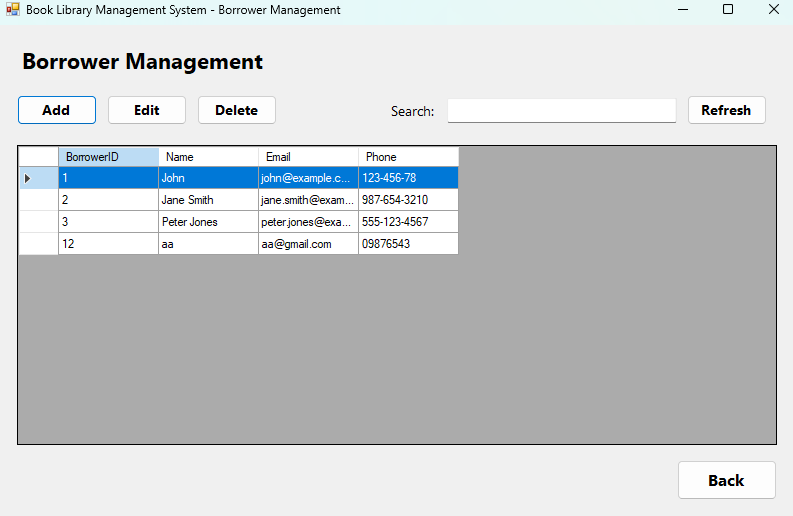 Book Library Management System - Borrower Management
Borrower Management
Add Edit Delete Search: Refresh
BorrowerID Name Email Phone
1 John john@example.c... 123-456-78
2 Jane Smith jane.smith@exam... 987-654-3210
3 Peter Jones peter.jones@exa... 555-123-4567
12 aa aa@gmail.com 09876543
Back